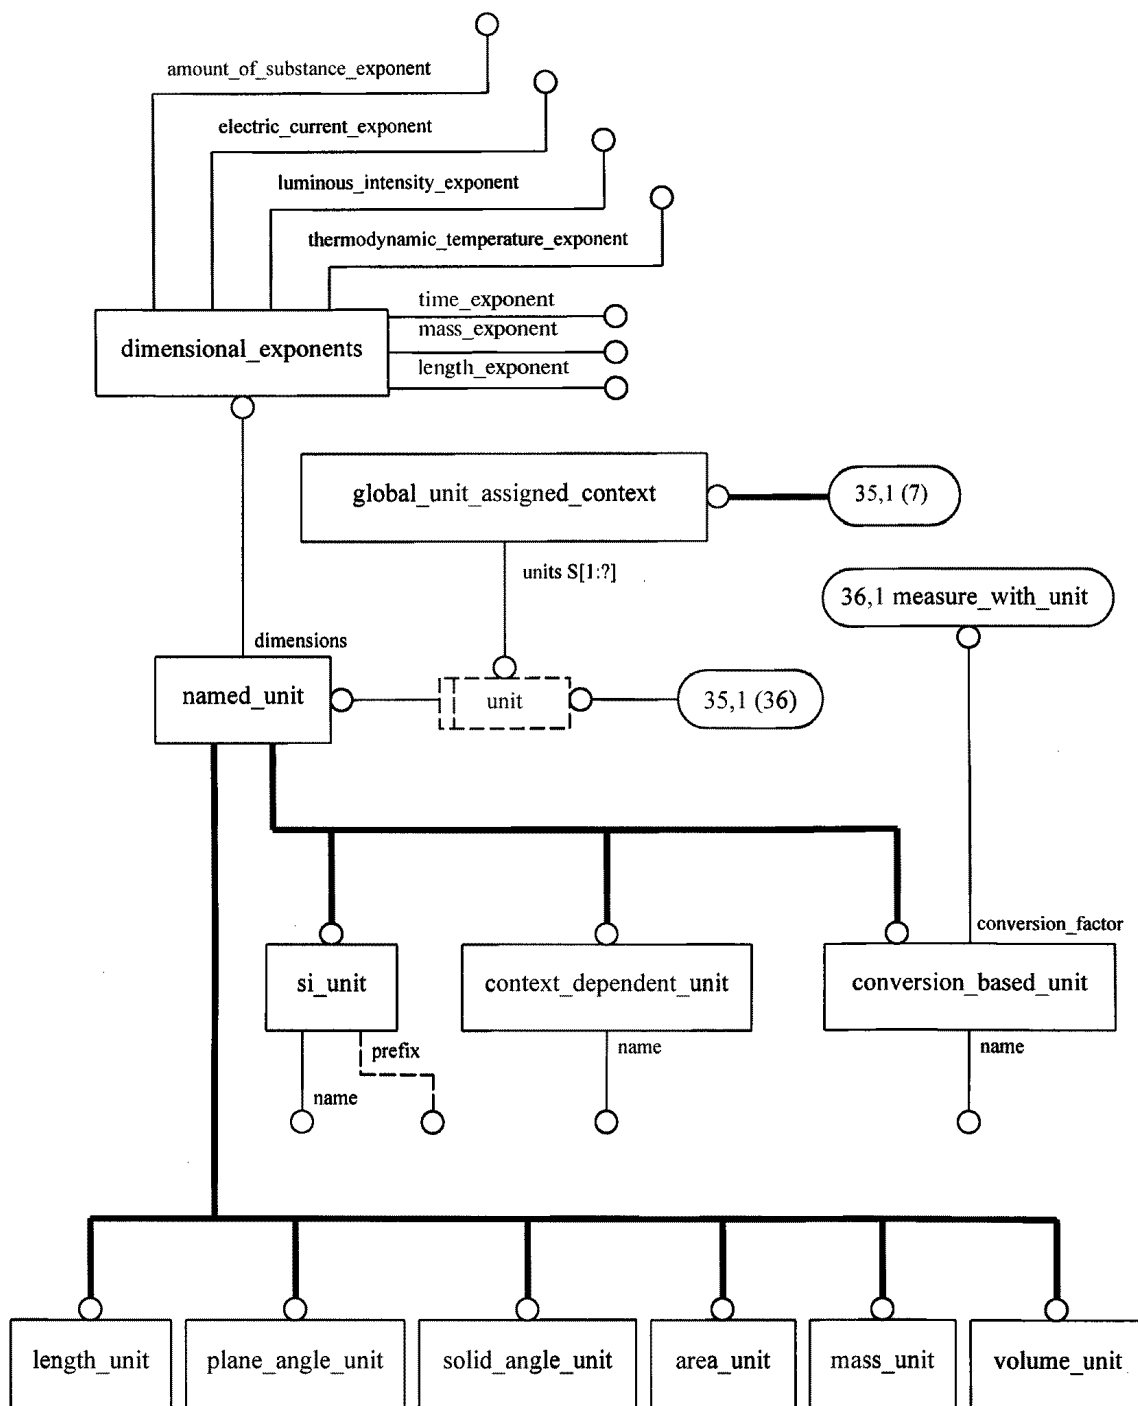 amount_of_substance_exponent
electric_current_exponent
luminous_intensity_exponent
thermodynamic_temperature_exponent
time_exponent
mass_exponent
length_exponent
dimensional_exponents
global_unit_assigned_context
35,1 (7)
units S[1:?]
36,1 measure_with_unit
dimensions
named_unit
unit
35,1 (36)
conversion_factor
si_unit
context_dependent_unit
conversion_based_unit
prefix
name
name
name
length_unit
plane_angle_unit
solid_angle_unit
area_unit
mass_unit
volume_unit